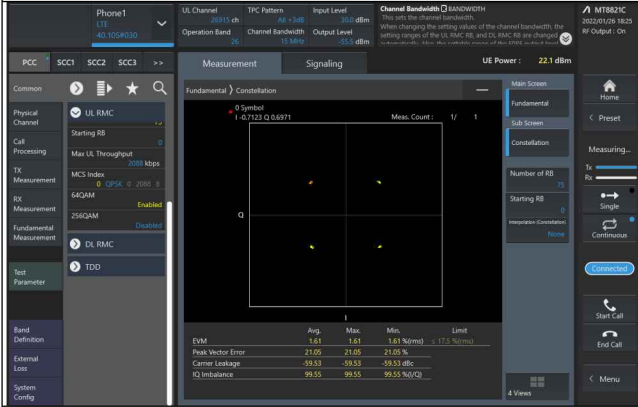 Phone1
LTE
40.10S#030
UL Channel
26915 ch
TPC Pattern
Alt +3dB
Input Level
30.0 dBm
Operation Band
26
Channel Bandwidth
15 MHz
Output Level
-55.5 dBm
Channel Bandwidth BANDWIDTH
This sets the channel bandwidth.
When changing the setting values of the channel bandwidth, the
setting ranges of the UL RMC RB, and DL RMC RB are changed
MT8821C
2022/01/26 18:25
RF Output : On
PCC
SCC1
SCC2
SCC3
>>
Measurement
Signaling
UE Power : 22.1 dBm
Common
Physical
Channel
Call
Processing
TX
Measurement
RX
Measurement
Fundamental
Measurement
Test
Parameter
Band
Definition
External
Loss
System
Config
UL RMC
75
Starting RB
0
Max UL Throughput
2088 kbps
MCS Index
0 QPSK 0 2088 8
64QAM
Enabled
256QAM
Disabled
DL RMC
TDD
Fundamental > Constellation
0 Symbol
I -0.7123 Q 0.6971
Meas. Count : 1/ 1
Q
I
Avg. Max. Min. Limit
EVM 1.61 1.61 1.61 %(rms) ≤ 17.5 %(rms)
Peak Vector Error 21.05 21.05 21.05 %
Carrier Leakage -59.53 -59.53 -59.53 dBc
IQ Imbalance 99.55 99.55 99.55 %(I/Q)
Main Screen
Fundamental
Sub Screen
Constellation
Number of RB
75
Starting RB
0
Interpolation (Constellation)
None
4 Views
Home
< Preset
Measuring...
Tx
Rx
Single
Continuous
Connected
Start Call
End Call
< Menu